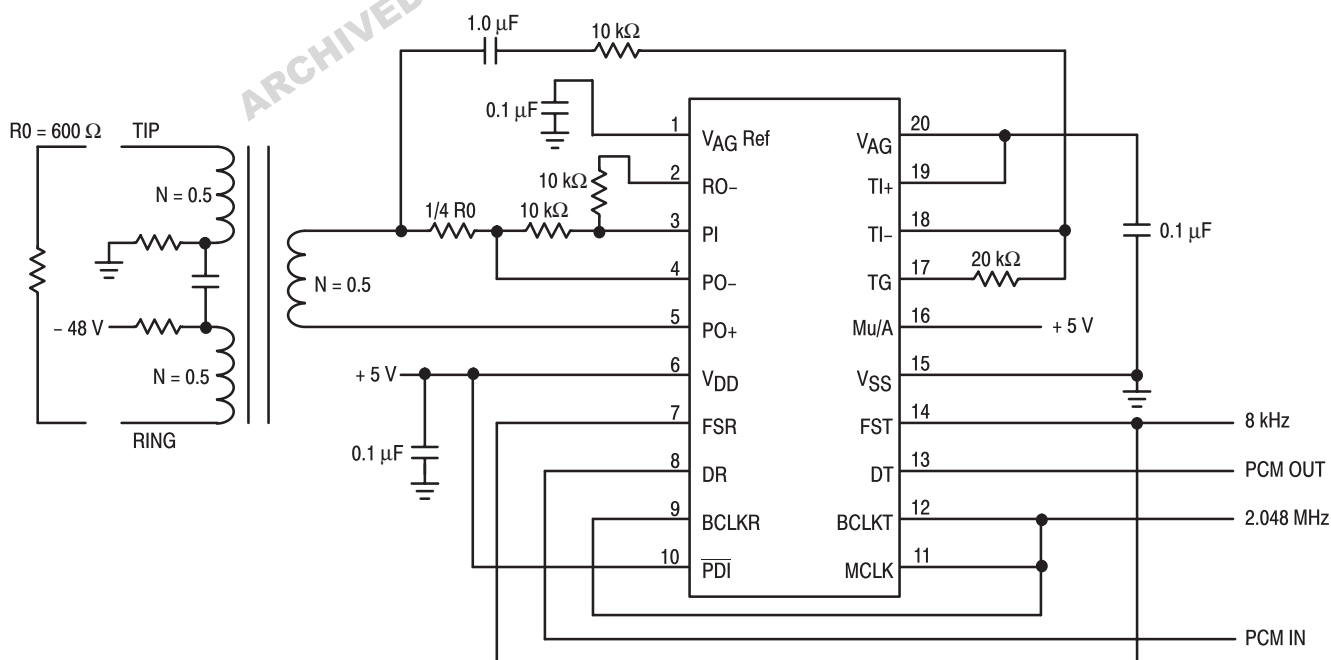 ARCHIVED
1.0 μF
10 kΩ
0.1 μF
R0 = 600 Ω
TIP
N = 0.5
– 48 V
N = 0.5
RING
N = 0.5
1/4 R0
10 kΩ
10 kΩ
+ 5 V
0.1 μF
1 VAG Ref
2 RO–
3 PI
4 PO–
5 PO+
6 VDD
7 FSR
8 DR
9 BCLKR
10 PDI
VAG 20
TI+ 19
TI– 18
TG 17
Mu/A 16
VSS 15
FST 14
DT 13
BCLKT 12
MCLK 11
20 kΩ
0.1 μF
+ 5 V
8 kHz
PCM OUT
2.048 MHz
PCM IN